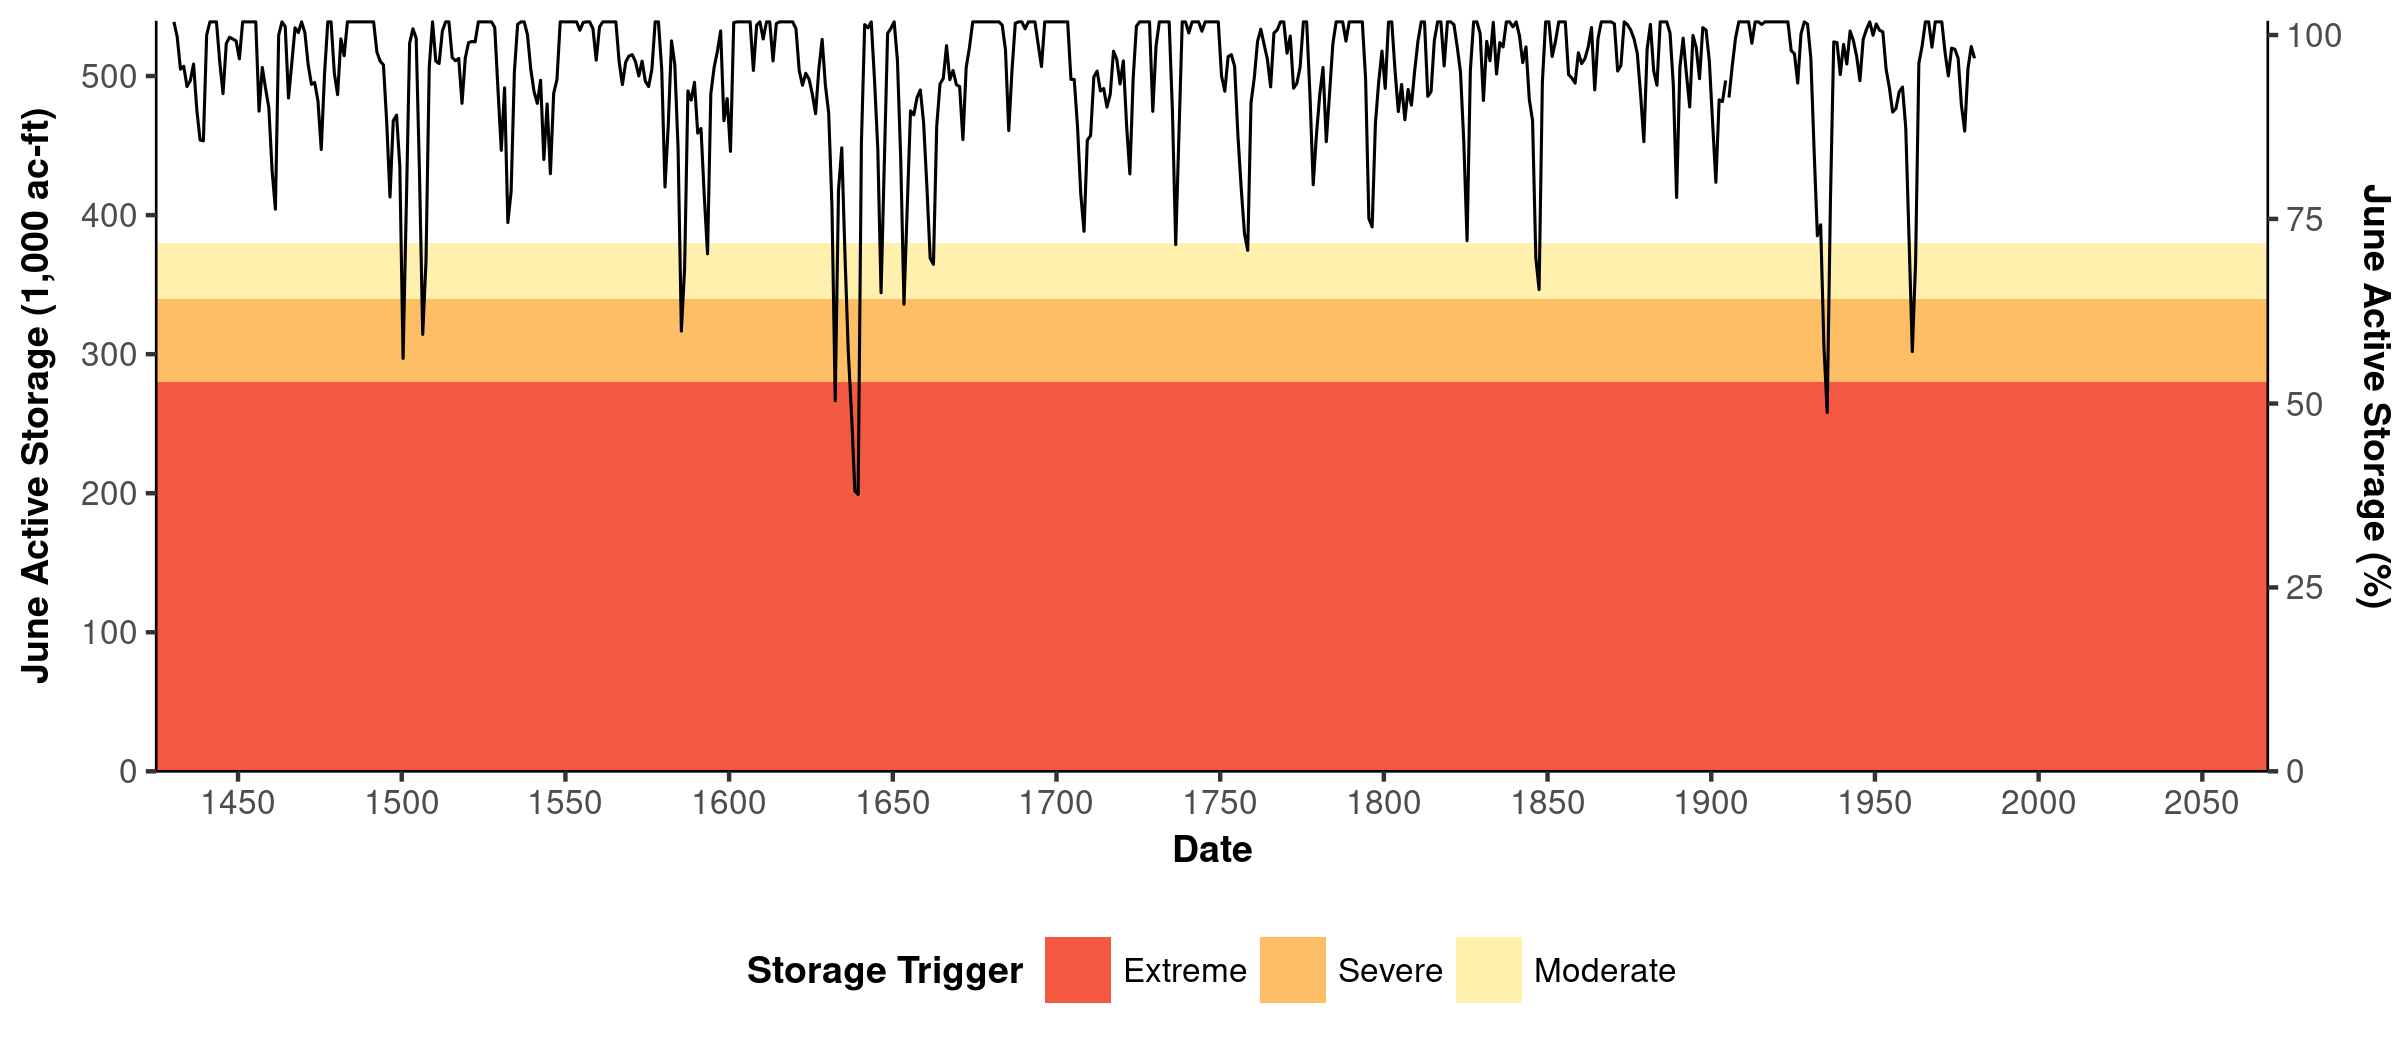 June Active Storage (1,000 ac-ft)
500
400
300
200
100
0
100
75
50
25
0
June Active Storage (%)
1450 1500 1550 1600 1650 1700 1750 1800 1850 1900 1950 2000 2050
Date
Storage Trigger Extreme Severe Moderate